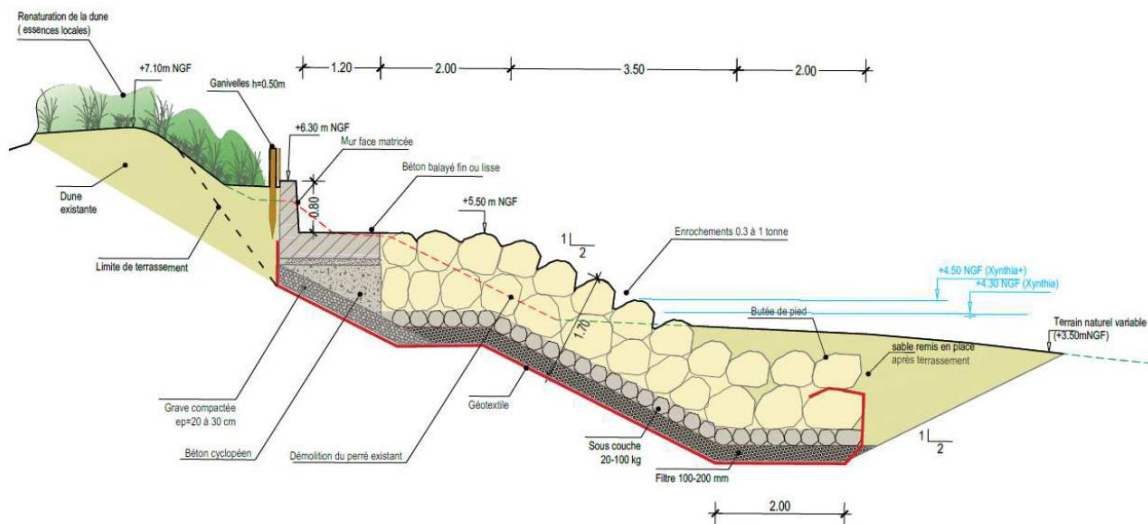 Renaturation de la dune
( essences locales)
+7.10m NGF
Ganivelles h=0.50m
1.20
2.00
3.50
2.00
+6.30 m NGF
Mur face matricée
Béton balayé fin ou lisse
0.80
+5.50 m NGF
1
2
Enrochements 0.3 à 1 tonne
+4.50 NGF (Xynthia+)
+4.30 NGF (Xynthia)
Dune
existante
Limite de terrassement
1.70
Butée de pied
Terrain naturel variable
(+3.50mNGF)
sable remis en place
après terrassement
Grave compactée
ep=20 à 30 cm
Géotextile
Béton cyclopéen
Démolition du perré existant
Sous couche
20-100 kg
Filtre 100-200 mm
1
2
2.00